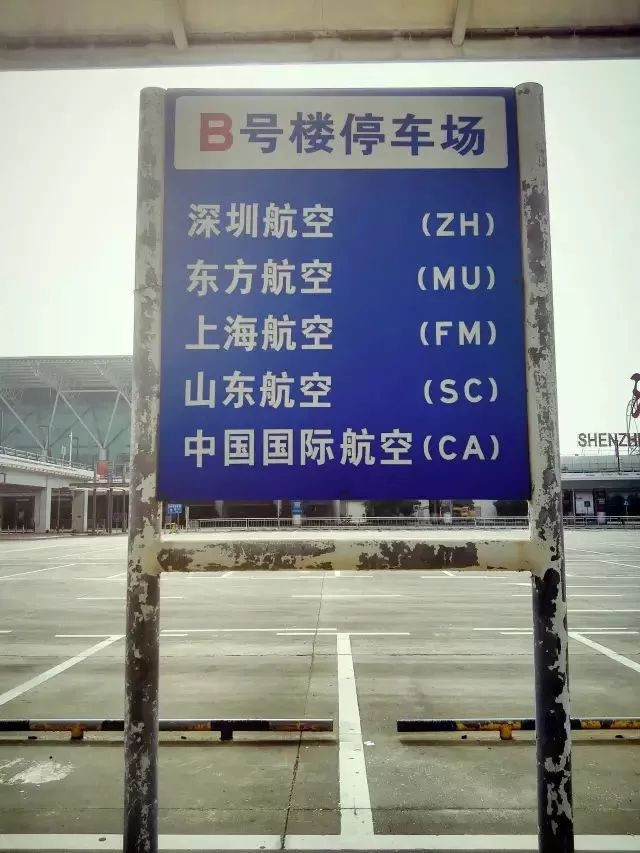 B号楼停车场
深圳航空 (ZH)
东方航空 (MU)
上海航空 (FM)
山东航空 (SC)
中国国际航空(CA)